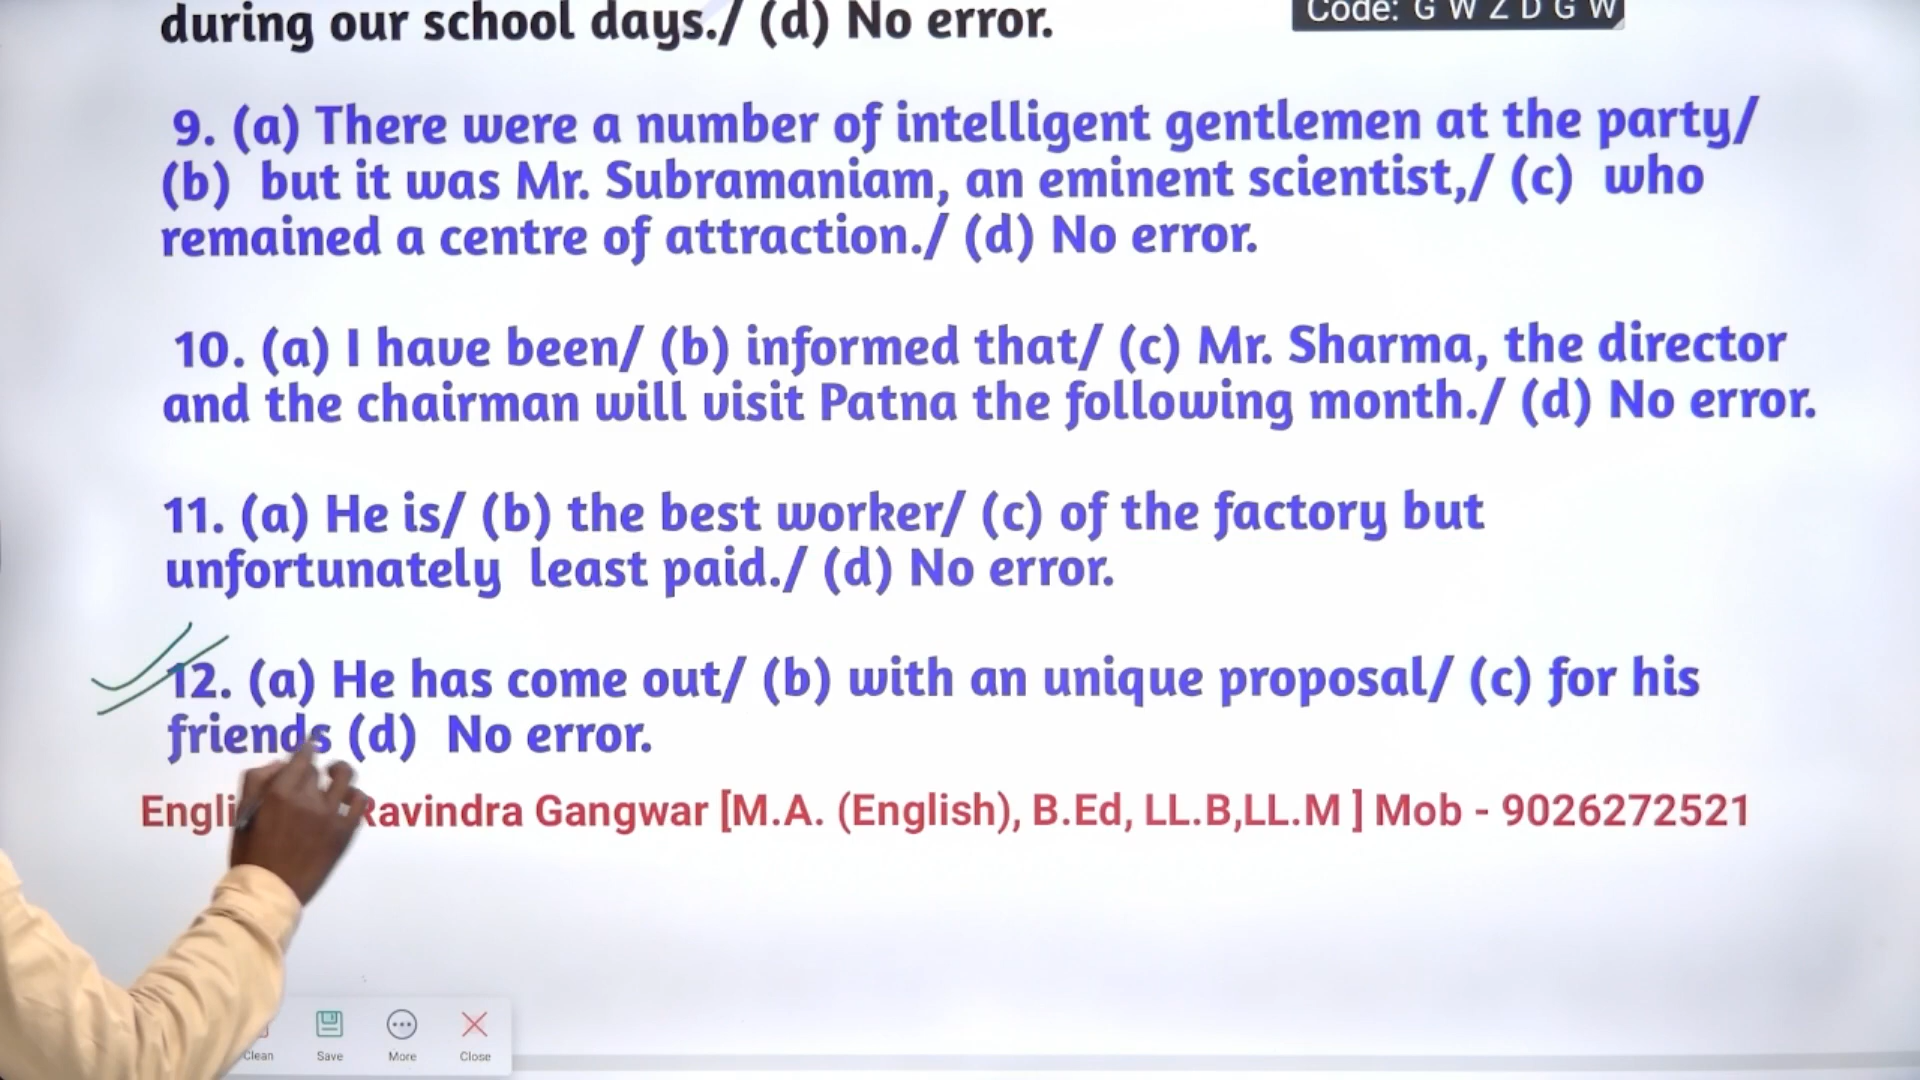 during our school days./ (d) No error.
Code: G W Z D G W
9. (a) There were a number of intelligent gentlemen at the party/
(b) but it was Mr. Subramaniam, an eminent scientist,/ (c) who
remained a centre of attraction./ (d) No error.
10. (a) I have been/ (b) informed that/ (c) Mr. Sharma, the director
and the chairman will visit Patna the following month./ (d) No error.
11. (a) He is/ (b) the best worker/ (c) of the factory but
unfortunately least paid./ (d) No error.
12. (a) He has come out/ (b) with an unique proposal/ (c) for his
friends (d) No error.
Ravindra Gangwar [M.A. (English), B.Ed, LL.B,LL.M ] Mob - 9026272521
Clean Save More Close